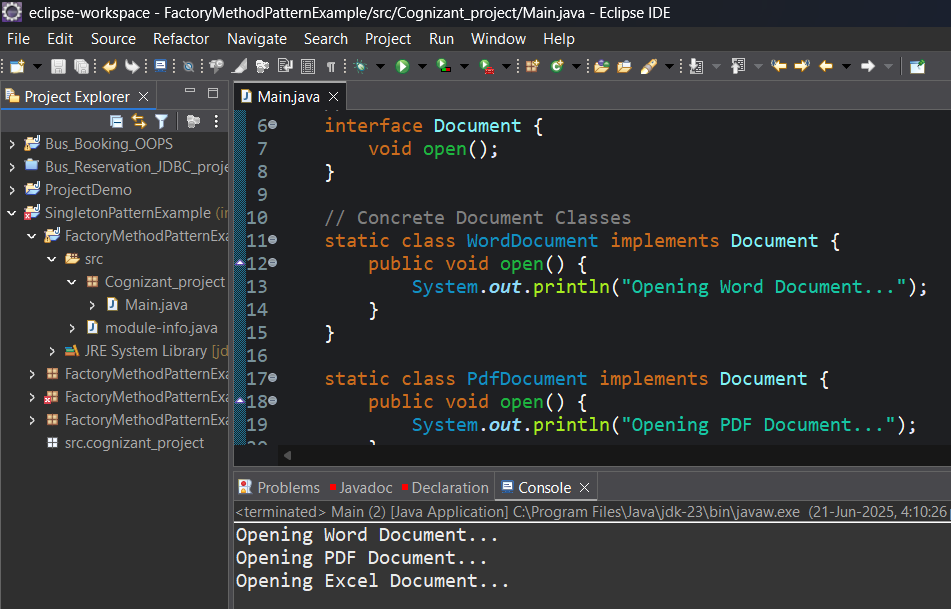 eclipse-workspace - FactoryMethodPatternExample/src/Cognizant_project/Main.java - Eclipse IDE
File Edit Source Refactor Navigate Search Project Run Window Help
Project Explorer
Bus_Booking_OOPS
Bus_Reservation_JDBC_proje
ProjectDemo
SingletonPatternExample (in
FactoryMethodPatternExa
src
Cognizant_project
Main.java
module-info.java
JRE System Library [jd
FactoryMethodPatternExa
FactoryMethodPatternExa
FactoryMethodPatternExa
src.cognizant_project
Main.java
6 interface Document {
7 void open();
8 }
9
10 // Concrete Document Classes
11 static class WordDocument implements Document {
12 public void open() {
13 System.out.println("Opening Word Document...");
14 }
15 }
16
17 static class PdfDocument implements Document {
18 public void open() {
19 System.out.println("Opening PDF Document...");
Problems Javadoc Declaration Console
<terminated> Main (2) [Java Application] C:\Program Files\Java\jdk-23\bin\javaw.exe (21-Jun-2025, 4:10:26
Opening Word Document...
Opening PDF Document...
Opening Excel Document...